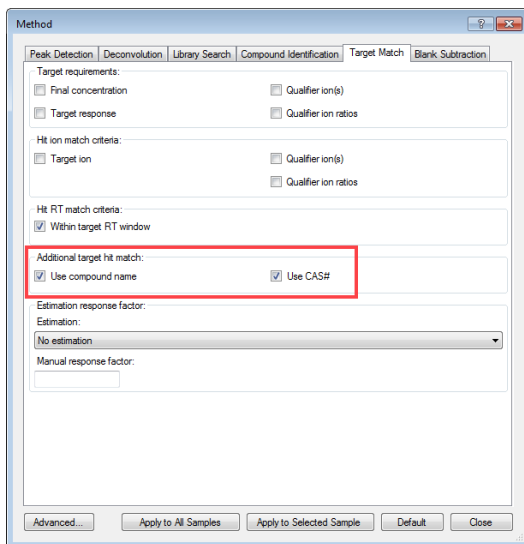 Method
Peak Detection Deconvolution Library Search Compound Identification Target Match Blank Subtraction
Target requirements:
Final concentration Qualifier ion(s)
Target response Qualifier ion ratios
Hit ion match criteria:
Target ion Qualifier ion(s)
Qualifier ion ratios
Hit RT match criteria:
Within target RT window
Additional target hit match:
Use compound name Use CAS#
Estimation response factor:
Estimation:
No estimation
Manual response factor:
Advanced... Apply to All Samples Apply to Selected Sample Default Close